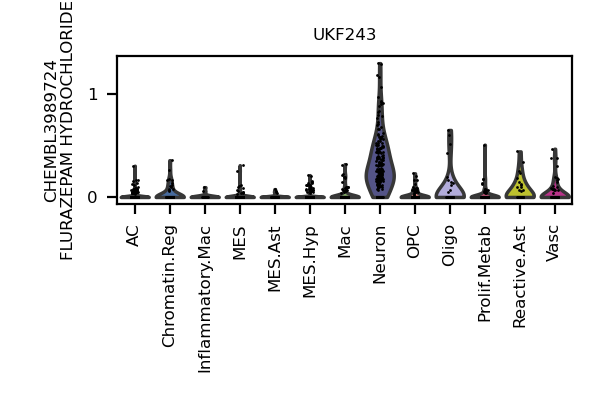 UKF243
CHEMBL3989724
FLURAZEPAM HYDROCHLORIDE
1
0
AC
Chromatin.Reg
Inflammatory.Mac
MES
MES.Ast
MES.Hyp
Mac
Neuron
OPC
Oligo
Prolif.Metab
Reactive.Ast
Vasc